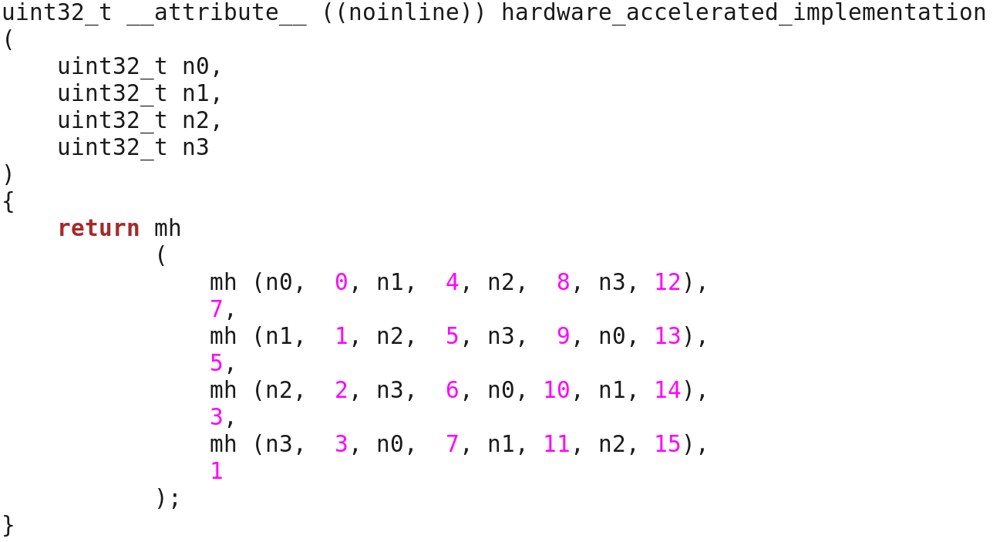 uint32_t __attribute__ ((noinline)) hardware_accelerated_implementation
(
    uint32_t n0,
    uint32_t n1,
    uint32_t n2,
    uint32_t n3
)
{
    return mh
           (
               mh (n0,  0, n1,  4, n2,  8, n3, 12),
               7,
               mh (n1,  1, n2,  5, n3,  9, n0, 13),
               5,
               mh (n2,  2, n3,  6, n0, 10, n1, 14),
               3,
               mh (n3,  3, n0,  7, n1, 11, n2, 15),
               1
           );
}